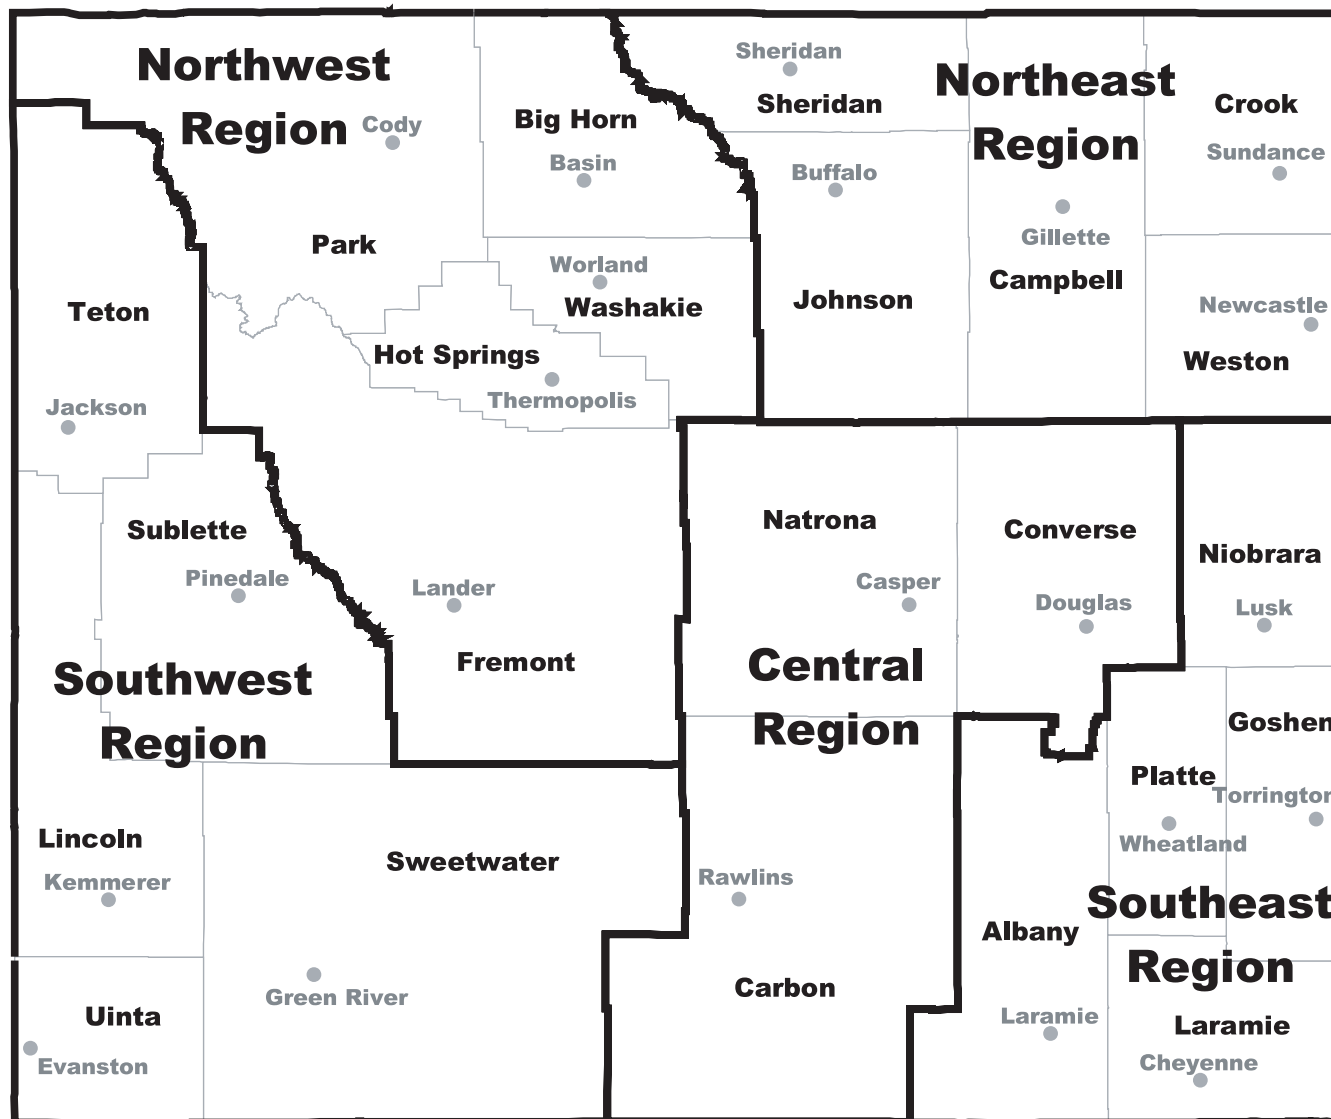 Northwest
Region
Cody
Park
Big Horn
Basin
Worland
Washakie
Hot Springs
Thermopolis
Lander
Fremont
Sheridan
Sheridan
Northeast
Region
Buffalo
Johnson
Gillette
Campbell
Crook
Sundance
Newcastle
Weston
Teton
Jackson
Sublette
Pinedale
Southwest
Region
Lincoln
Kemmerer
Sweetwater
Green River
Uinta
Evanston
Natrona
Casper
Converse
Douglas
Central
Region
Rawlins
Carbon
Niobrara
Lusk
Goshen
Torrington
Platte
Wheatland
Southeast
Region
Albany
Laramie
Laramie
Cheyenne